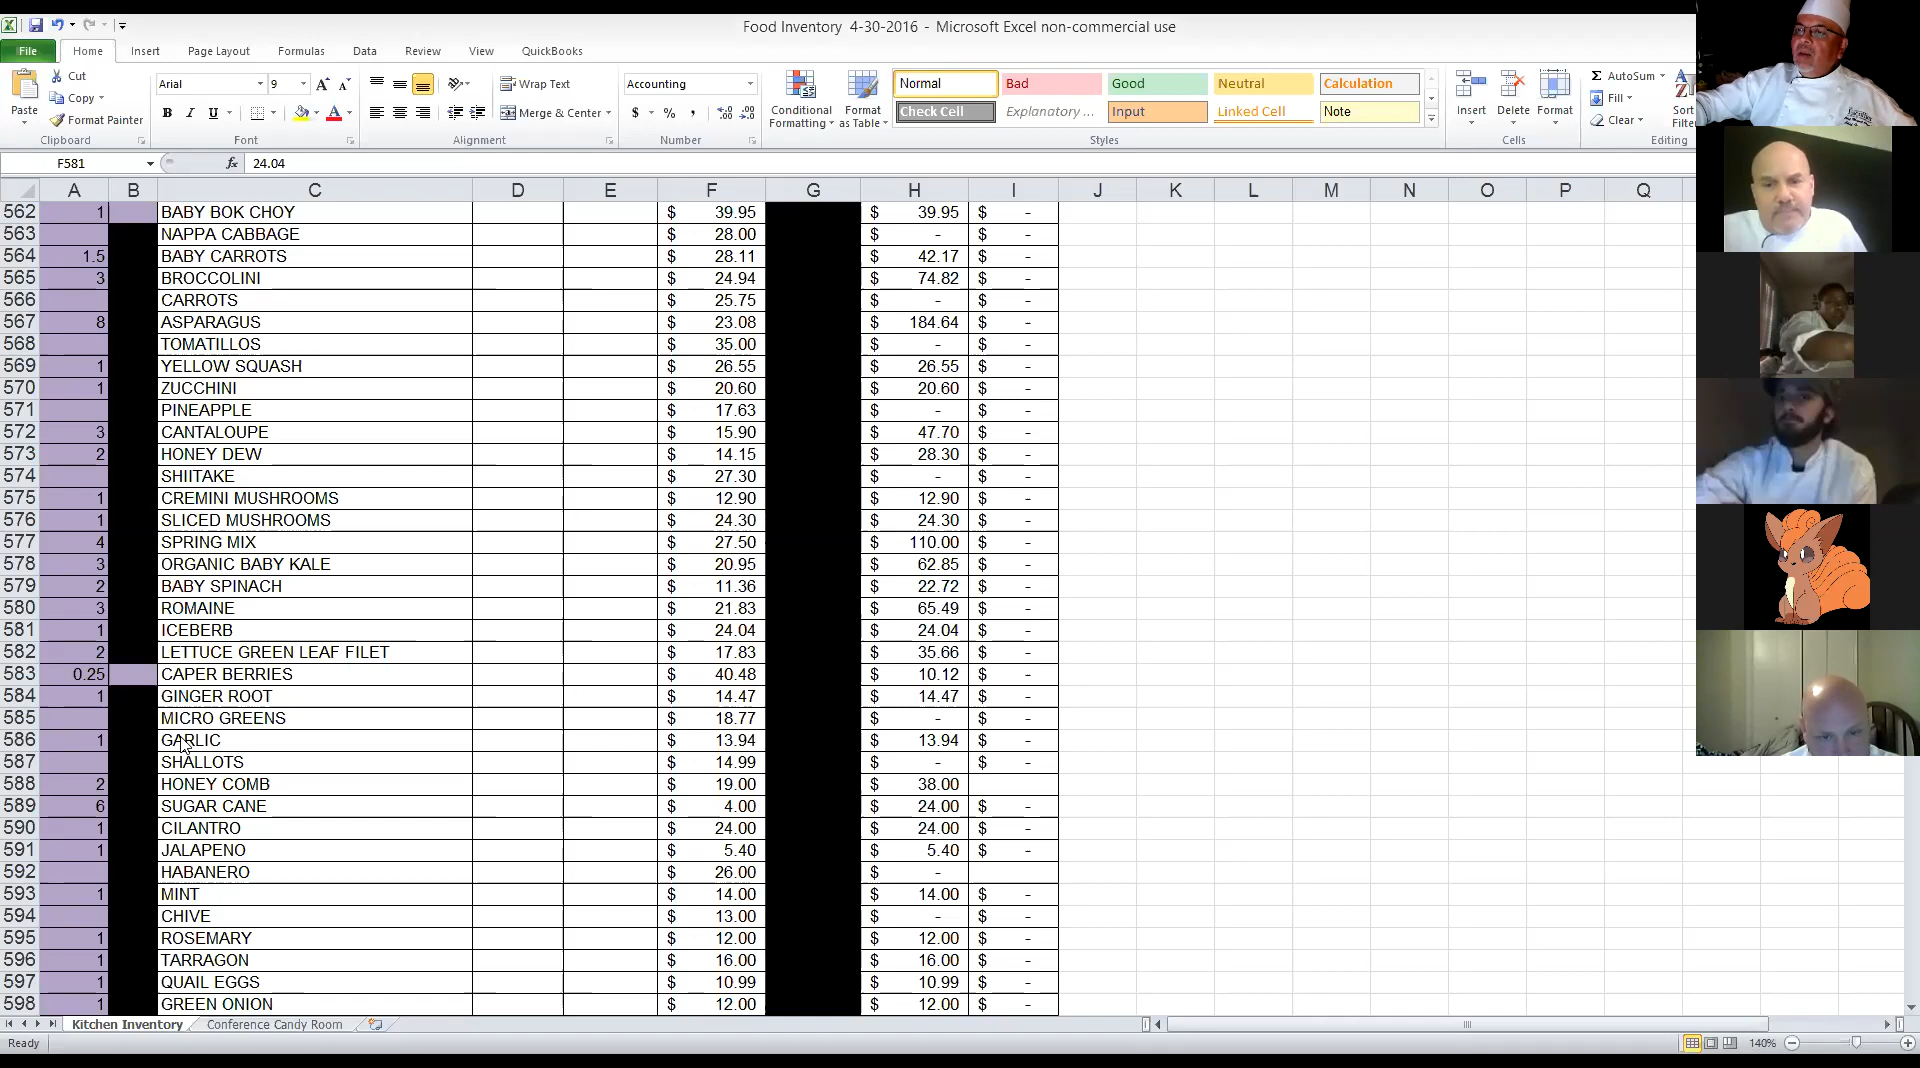 Food Inventory 4-30-2016 - Microsoft Excel non-commercial use
File Home Insert Page Layout Formulas Data Review View QuickBooks
Cut Arial 9 Wrap Text Accounting Normal Bad Good Neutral Calculation AutoSum
Paste Copy Conditional Formatting Format as Table Insert Delete Format Fill Sort Filter
Format Painter B I U Merge & Center $ % , Check Cell Explanatory ... Input Linked Cell Note Clear
Clipboard Font Alignment Number Styles Cells Editing
F581 fx 24.04
A B C D E F G H I J K L M N O P Q
562 1 BABY BOK CHOY $ 39.95 $ 39.95 $ -
563 NAPPA CABBAGE $ 28.00 $ - $ -
564 1.5 BABY CARROTS $ 28.11 $ 42.17 $ -
565 3 BROCCOLINI $ 24.94 $ 74.82 $ -
566 CARROTS $ 25.75 $ - $ -
567 8 ASPARAGUS $ 23.08 $ 184.64 $ -
568 TOMATILLOS $ 35.00 $ - $ -
569 1 YELLOW SQUASH $ 26.55 $ 26.55 $ -
570 1 ZUCCHINI $ 20.60 $ 20.60 $ -
571 PINEAPPLE $ 17.63 $ - $ -
572 3 CANTALOUPE $ 15.90 $ 47.70 $ -
573 2 HONEY DEW $ 14.15 $ 28.30 $ -
574 SHIITAKE $ 27.30 $ - $ -
575 1 CREMINI MUSHROOMS $ 12.90 $ 12.90 $ -
576 1 SLICED MUSHROOMS $ 24.30 $ 24.30 $ -
577 4 SPRING MIX $ 27.50 $ 110.00 $ -
578 3 ORGANIC BABY KALE $ 20.95 $ 62.85 $ -
579 2 BABY SPINACH $ 11.36 $ 22.72 $ -
580 3 ROMAINE $ 21.83 $ 65.49 $ -
581 1 ICEBERB $ 24.04 $ 24.04 $ -
582 2 LETTUCE GREEN LEAF FILET $ 17.83 $ 35.66 $ -
583 0.25 CAPER BERRIES $ 40.48 $ 10.12 $ -
584 1 GINGER ROOT $ 14.47 $ 14.47 $ -
585 MICRO GREENS $ 18.77 $ - $ -
586 1 GARLIC $ 13.94 $ 13.94 $ -
587 SHALLOTS $ 14.99 $ - $ -
588 2 HONEY COMB $ 19.00 $ 38.00
589 6 SUGAR CANE $ 4.00 $ 24.00 $ -
590 1 CILANTRO $ 24.00 $ 24.00 $ -
591 1 JALAPENO $ 5.40 $ 5.40 $ -
592 HABANERO $ 26.00 $ -
593 1 MINT $ 14.00 $ 14.00 $ -
594 CHIVE $ 13.00 $ - $ -
595 1 ROSEMARY $ 12.00 $ 12.00 $ -
596 1 TARRAGON $ 16.00 $ 16.00 $ -
597 1 QUAIL EGGS $ 10.99 $ 10.99 $ -
598 1 GREEN ONION $ 12.00 $ 12.00 $ -
Kitchen Inventory Conference Candy Room
Ready 140%